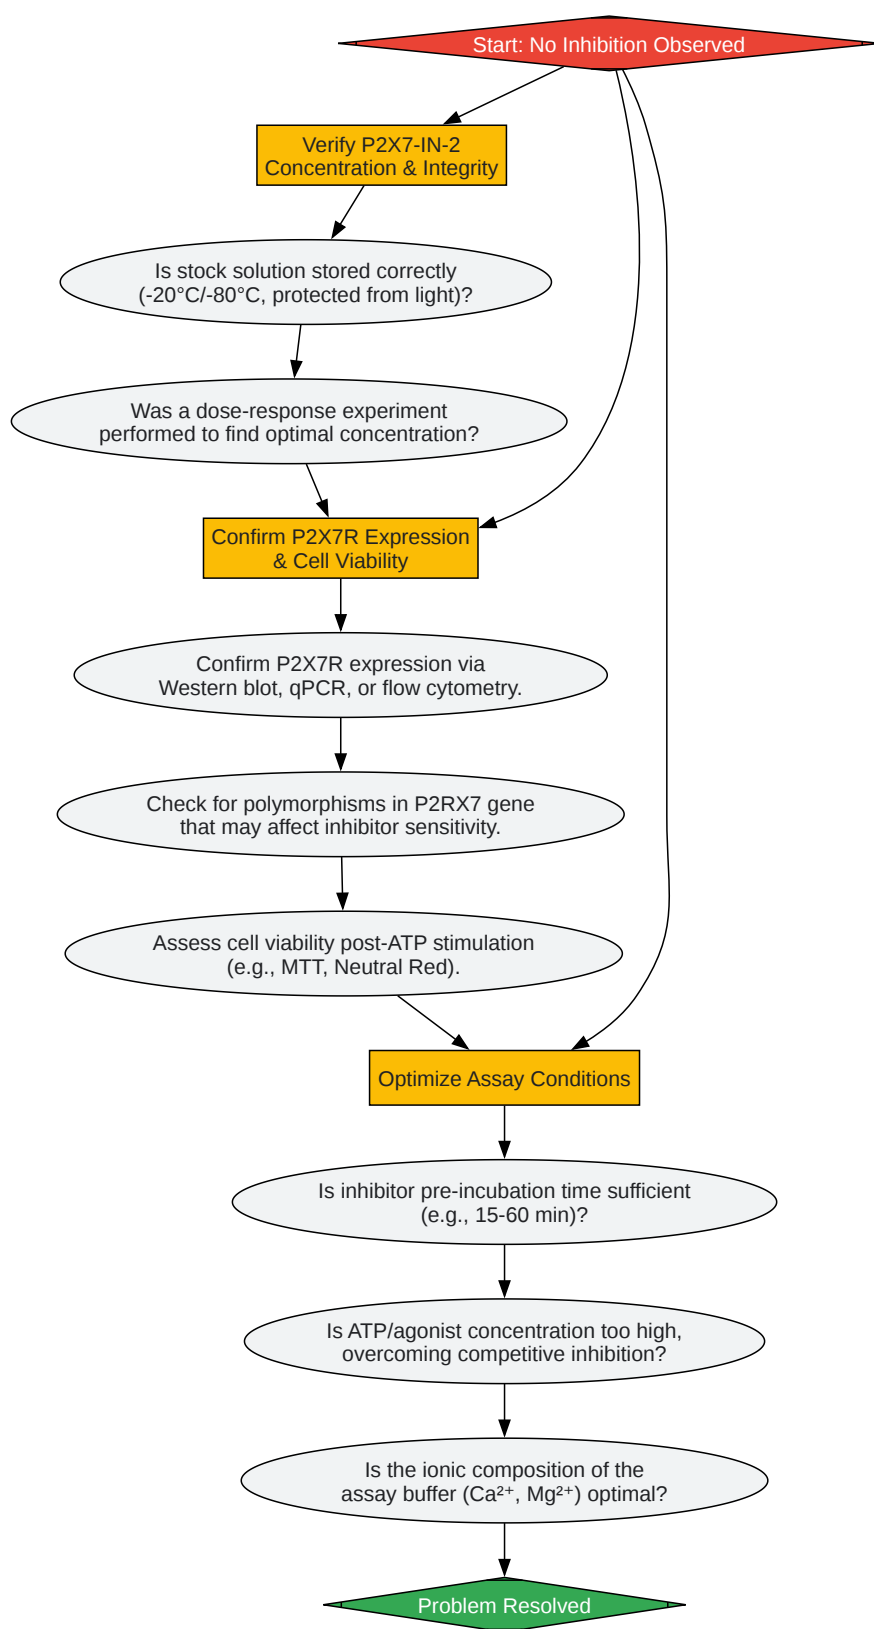 Start: No Inhibition Observed
Verify P2X7-IN-2
Concentration & Integrity
Is stock solution stored correctly
(-20°C/-80°C, protected from light)?
Was a dose-response experiment
performed to find optimal concentration?
Confirm P2X7R Expression
& Cell Viability
Confirm P2X7R expression via
Western blot, qPCR, or flow cytometry.
Check for polymorphisms in P2RX7 gene
that may affect inhibitor sensitivity.
Assess cell viability post-ATP stimulation
(e.g., MTT, Neutral Red).
Optimize Assay Conditions
Is inhibitor pre-incubation time sufficient
(e.g., 15-60 min)?
Is ATP/agonist concentration too high,
overcoming competitive inhibition?
Is the ionic composition of the
assay buffer (Ca²⁺, Mg²⁺) optimal?
Problem Resolved